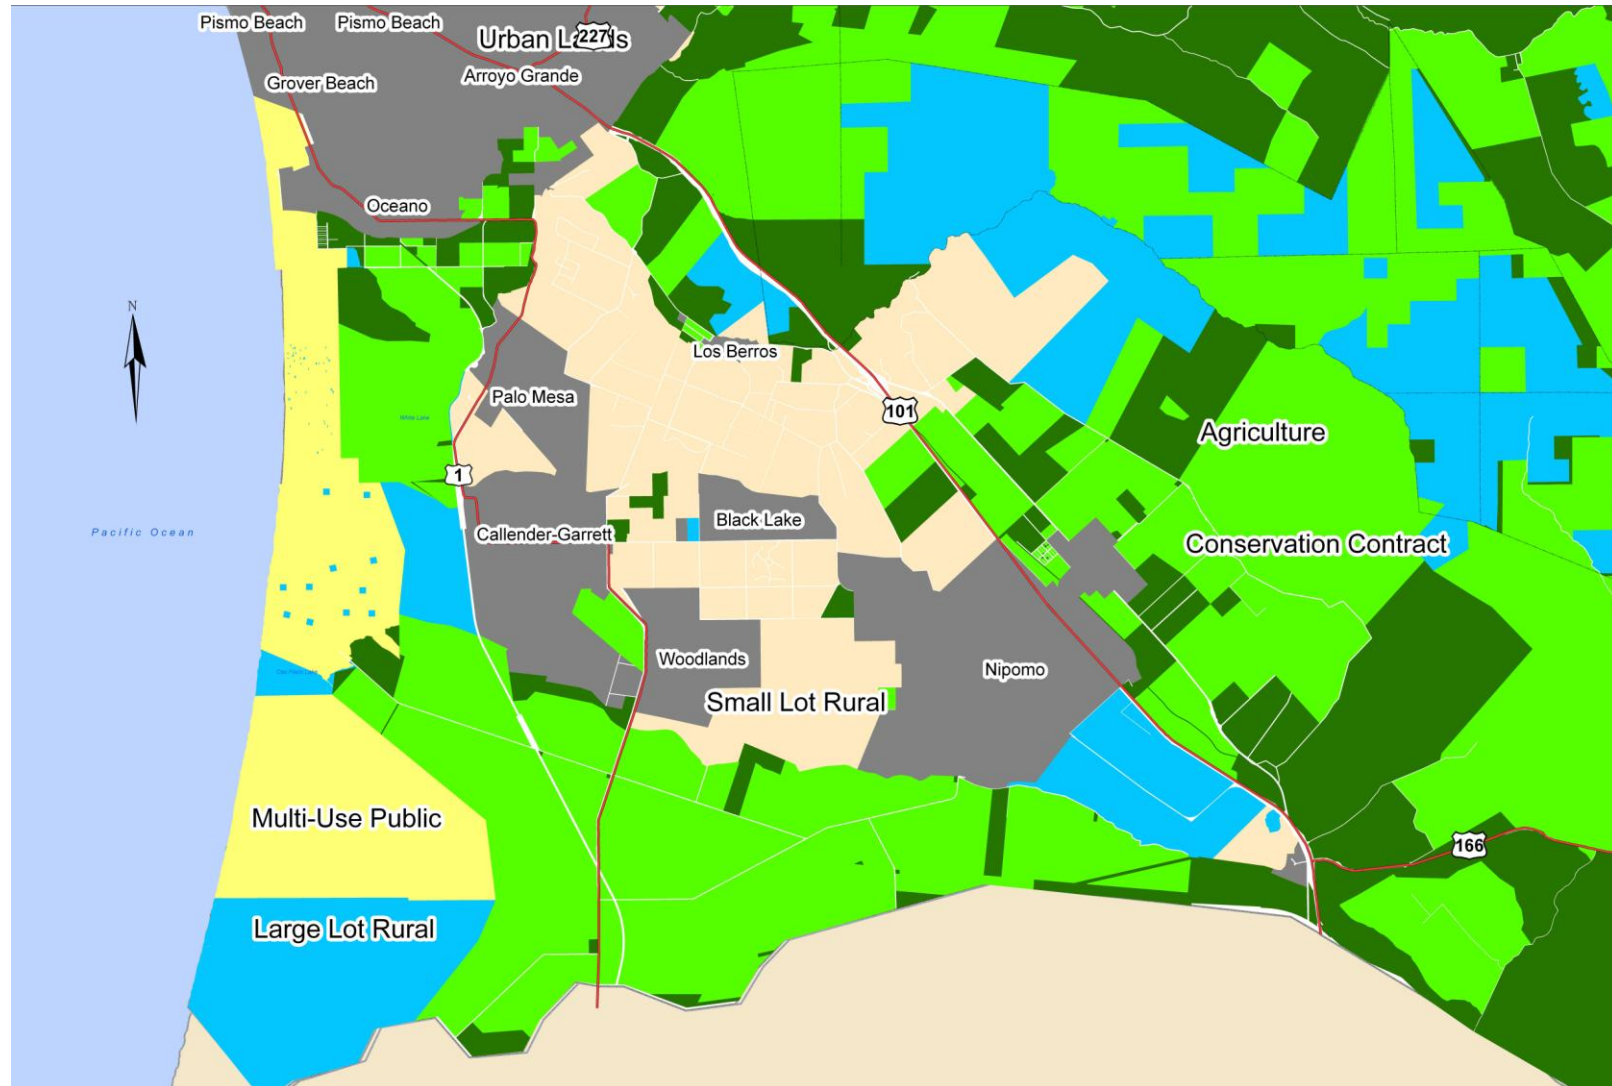 Pismo Beach
Pismo Beach
Urban L
227
s
Arroyo Grande
Grover Beach
Oceano
N
Los Berros
Palo Mesa
101
White Lake
Agriculture
1
Black Lake
Pacific Ocean
Callender-Garrett
Conservation Contract
Woodlands
Nipomo
Small Lot Rural
Multi-Use Public
166
Large Lot Rural